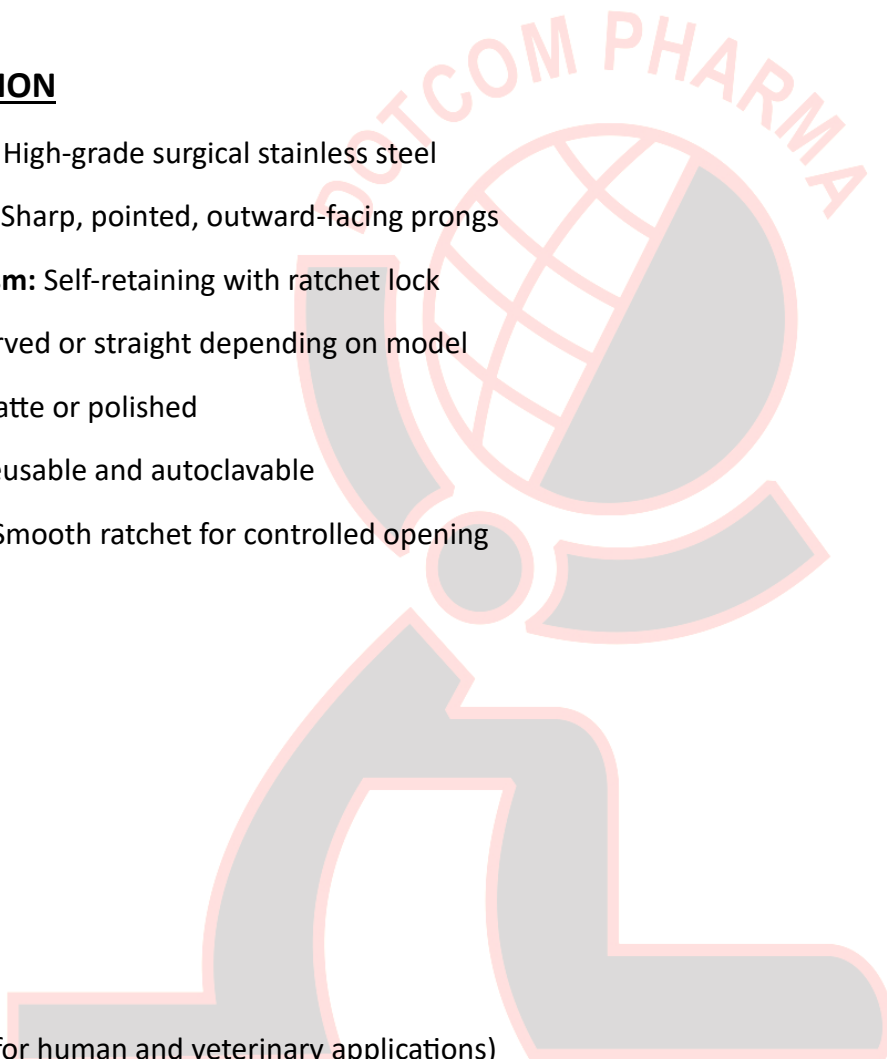 DOTCOM PHARMA
ION
High-grade surgical stainless steel
Sharp, pointed, outward-facing prongs
sm: Self-retaining with ratchet lock
rved or straight depending on model
atte or polished
eusable and autoclavable
Smooth ratchet for controlled opening
for human and veterinary applications)